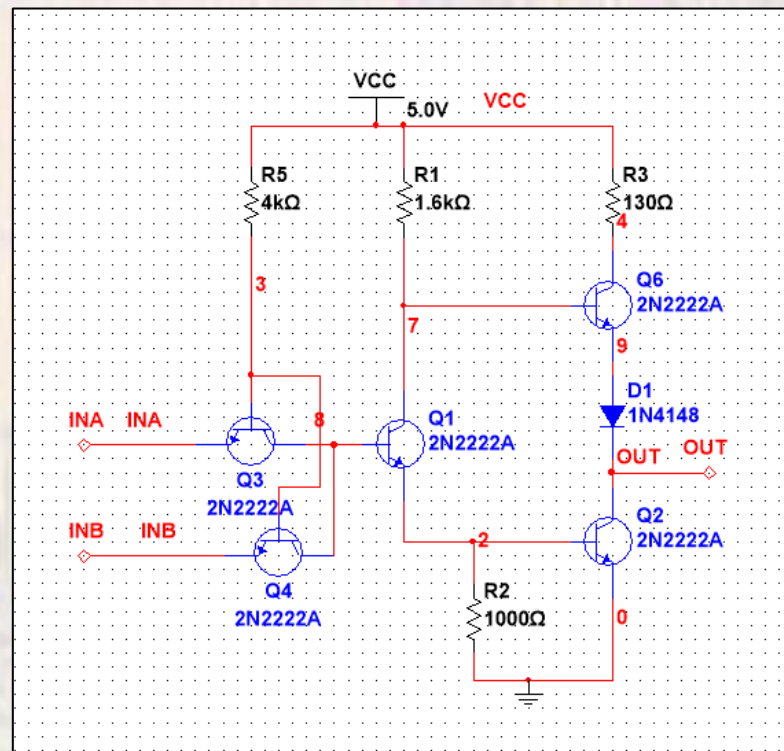 VCC
5.0V
VCC
R5
4kΩ
R1
1.6kΩ
R3
130Ω
4
3
7
Q6
2N2222A
9
D1
1N4148
INA INA
8
Q1
2N2222A
Q3
2N2222A
OUT OUT
INB INB
2
Q2
2N2222A
Q4
2N2222A
R2
1000Ω
0